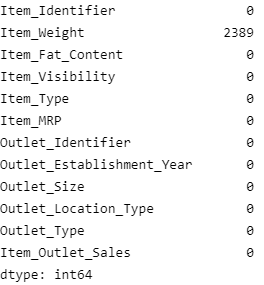 Item_Identifier 0
Item_Weight 2389
Item_Fat_Content 0
Item_Visibility 0
Item_Type 0
Item_MRP 0
Outlet_Identifier 0
Outlet_Establishment_Year 0
Outlet_Size 0
Outlet_Location_Type 0
Outlet_Type 0
Item_Outlet_Sales 0
dtype: int64